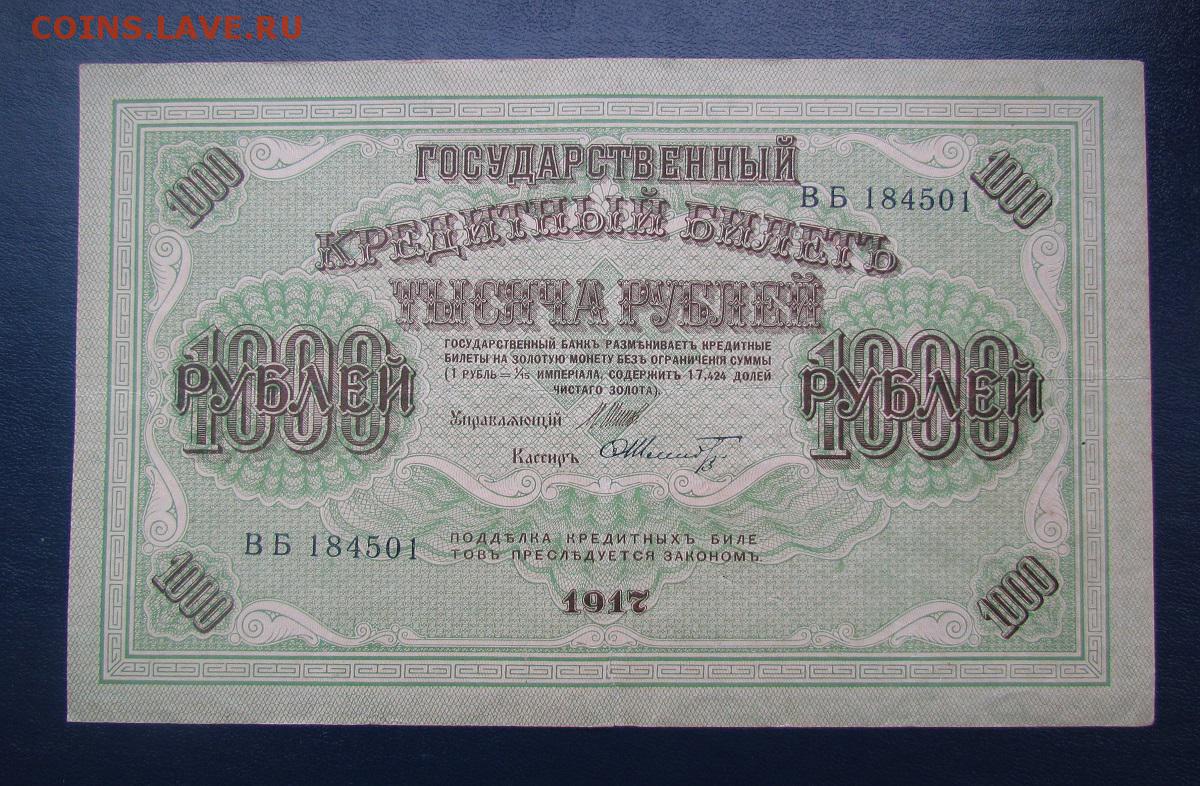 COINS.LAVE.RU
1000
ГОСУДАРСТВЕННЫЙ
1000
ВБ 184501
КРЕДИТНЫЙ БИЛЕТЪ
ТЫСЯЧА РУБЛЕЙ
ГОСУДАРСТВЕННЫЙ БАНКЪ РАЗМѢНИВАЕТЪ КРЕДИТНЫЕ
БИЛЕТЫ НА ЗОЛОТУЮ МОНЕТУ БЕЗЪ ОГРАНИЧЕНІЯ СУММЫ
(1 РУБЛЬ = 1/15 ИМПЕРІАЛА, СОДЕРЖИТЪ 17,424 ДОЛЕЙ
ЧИСТАГО ЗОЛОТА).
1000 РУБЛЕЙ
1000 РУБЛЕЙ
Управляющій
Кассиръ
ВБ 184501
ПОДДѢЛКА КРЕДИТНЫХЪ БИЛЕ
ТОВЪ ПРЕСЛѢДУЕТСЯ ЗАКОНОМЪ.
1000
1917
1000